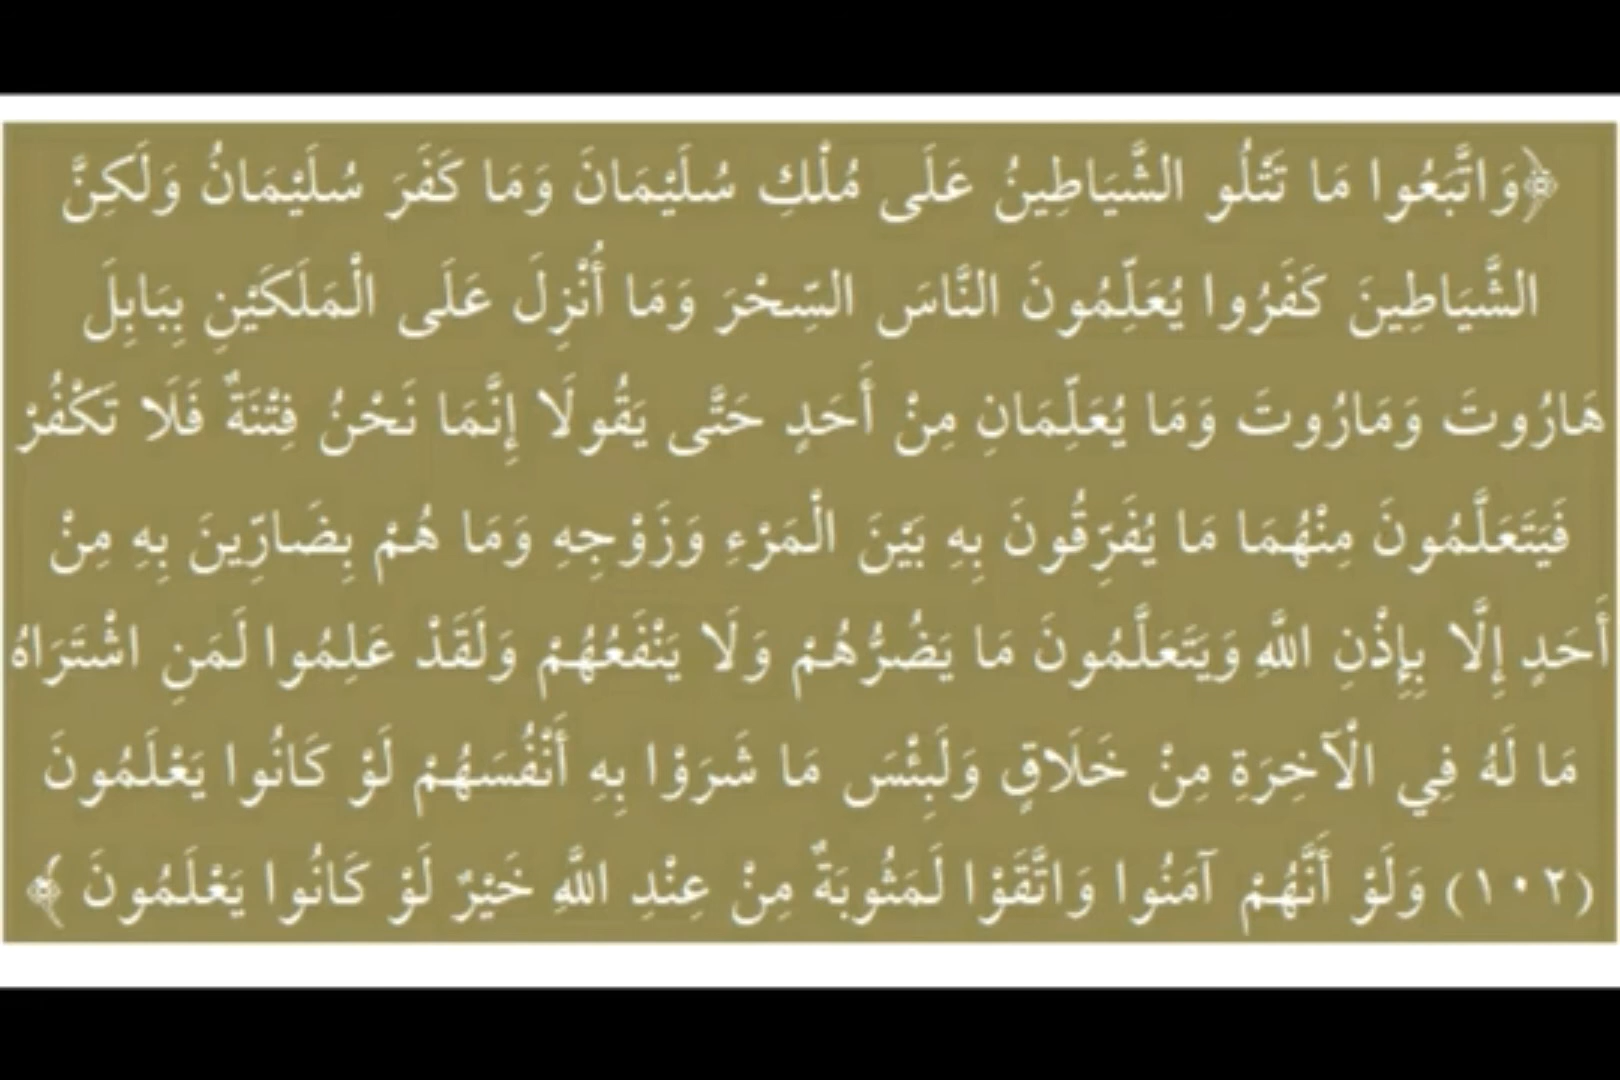 ﴿وَاتَّبَعُوا مَا تَتْلُو الشَّيَاطِينُ عَلَى مُلْكِ سُلَيْمَانَ وَمَا كَفَرَ سُلَيْمَانُ وَلَكِنَّ
الشَّيَاطِينَ كَفَرُوا يُعَلِّمُونَ النَّاسَ السِّحْرَ وَمَا أُنْزِلَ عَلَى الْمَلَكَيْنِ بِبَابِلَ
هَارُوتَ وَمَارُوتَ وَمَا يُعَلِّمَانِ مِنْ أَحَدٍ حَتَّى يَقُولَا إِنَّمَا نَحْنُ فِتْنَةٌ فَلَا تَكْفُرْ
فَيَتَعَلَّمُونَ مِنْهُمَا مَا يُفَرِّقُونَ بِهِ بَيْنَ الْمَرْءِ وَزَوْجِهِ وَمَا هُمْ بِضَارِّينَ بِهِ مِنْ
أَحَدٍ إِلَّا بِإِذْنِ اللَّهِ وَيَتَعَلَّمُونَ مَا يَضُرُّهُمْ وَلَا يَنْفَعُهُمْ وَلَقَدْ عَلِمُوا لَمَنِ اشْتَرَاهُ
مَا لَهُ فِي الْآخِرَةِ مِنْ خَلَاقٍ وَلَبِئْسَ مَا شَرَوْا بِهِ أَنْفُسَهُمْ لَوْ كَانُوا يَعْلَمُونَ
(١٠٢) وَلَوْ أَنَّهُمْ آمَنُوا وَاتَّقَوْا لَمَثُوبَةٌ مِنْ عِنْدِ اللَّهِ خَيْرٌ لَوْ كَانُوا يَعْلَمُونَ ﴾